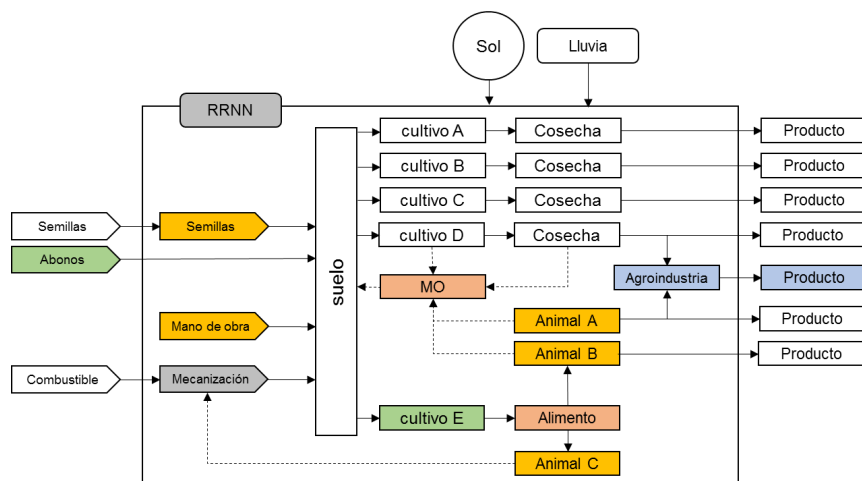 Sol
Lluvia
RRNN
cultivo A
Cosecha
Producto
cultivo B
Cosecha
Producto
cultivo C
Cosecha
Producto
Semillas
Semillas
cultivo D
Cosecha
Producto
Abonos
suelo
MO
Agroindustria
Producto
Mano de obra
Animal A
Producto
Animal B
Producto
Combustible
Mecanización
cultivo E
Alimento
Animal C